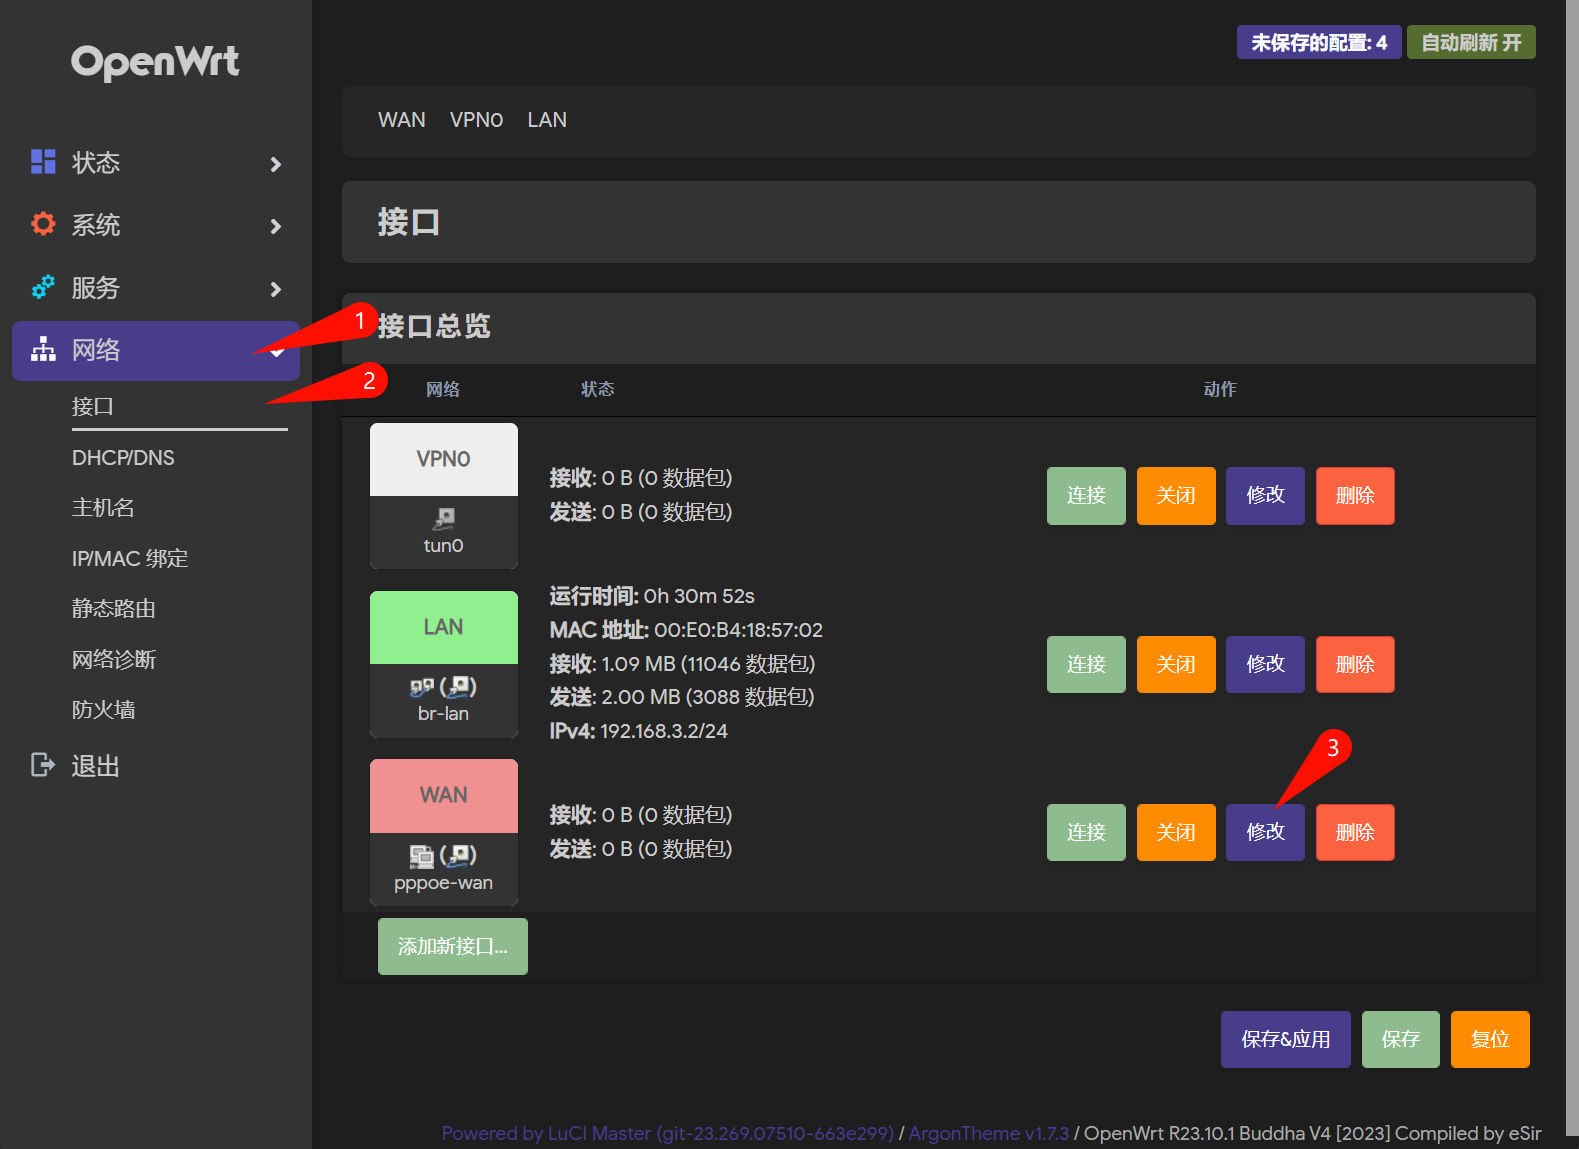 OpenWrt
状态
系统
服务
网络
接口
DHCP/DNS
主机名
IP/MAC 绑定
静态路由
网络诊断
防火墙
退出
未保存的配置: 4 自动刷新 开
WAN VPN0 LAN
接口
1
接口总览
2
网络 状态 动作
VPN0
tun0
接收: 0 B (0 数据包)
发送: 0 B (0 数据包)
连接 关闭 修改 删除
LAN
br-lan
运行时间: 0h 30m 52s
MAC 地址: 00:E0:B4:18:57:02
接收: 1.09 MB (11046 数据包)
发送: 2.00 MB (3088 数据包)
IPv4: 192.168.3.2/24
连接 关闭 修改 删除
3
WAN
pppoe-wan
接收: 0 B (0 数据包)
发送: 0 B (0 数据包)
连接 关闭 修改 删除
添加新接口...
保存&应用 保存 复位
Powered by LuCI Master (git-23.269.07510-663e299) / ArgonTheme v1.7.3 / OpenWrt R23.10.1 Buddha V4 [2023] Compiled by eSir